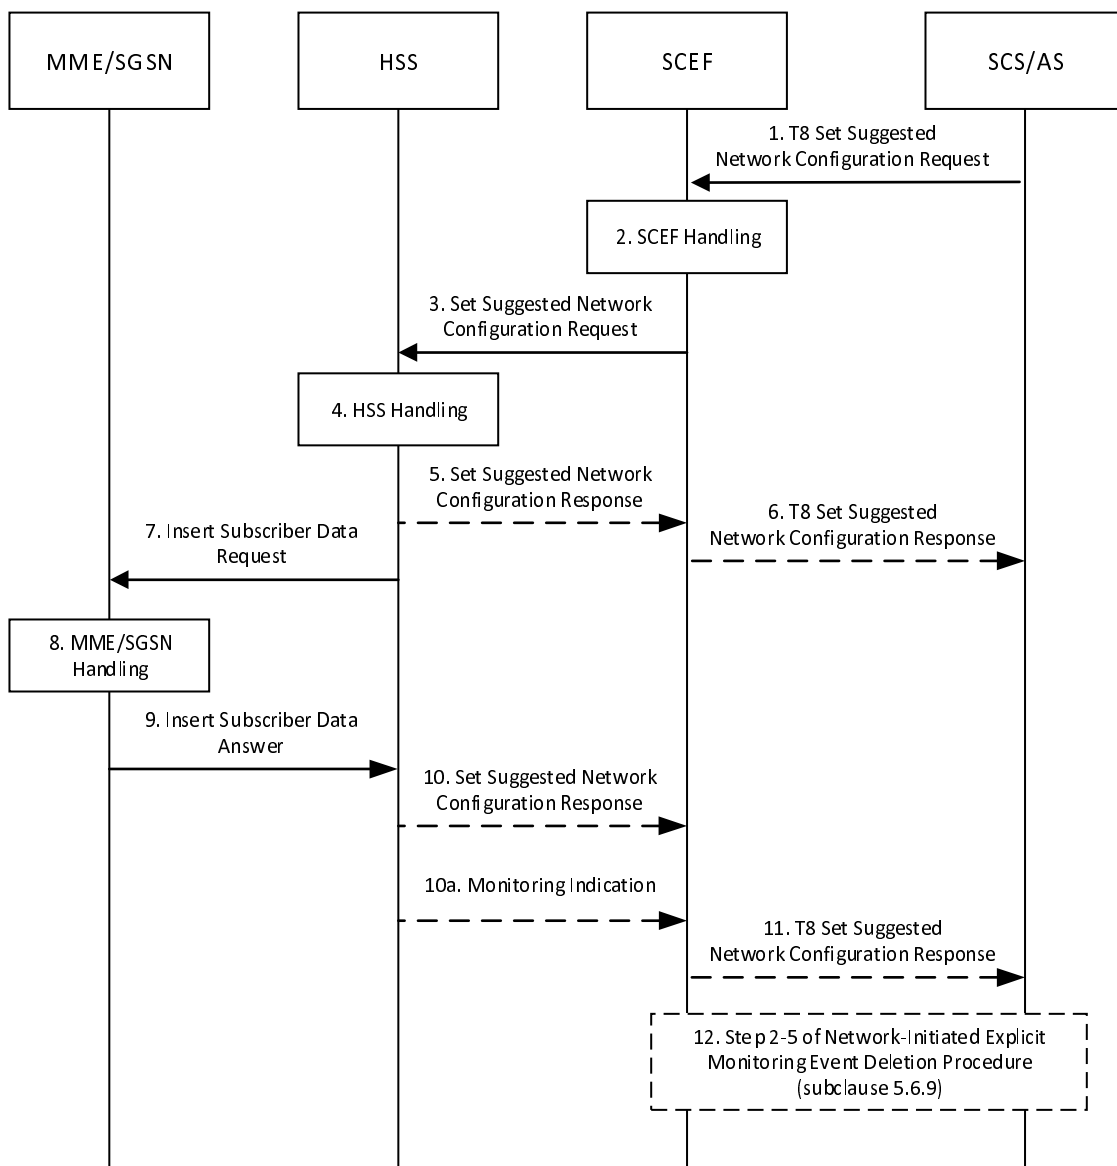 MME/SGSN
HSS
SCEF
SCS/AS
1. T8 Set Suggested
Network Configuration Request
2. SCEF Handling
3. Set Suggested Network
Configuration Request
4. HSS Handling
5. Set Suggested Network
Configuration Response
6. T8 Set Suggested
Network Configuration Response
7. Insert Subscriber Data
Request
8. MME/SGSN
Handling
9. Insert Subscriber Data
Answer
10. Set Suggested Network
Configuration Response
10a. Monitoring Indication
11. T8 Set Suggested
Network Configuration Response
12. Step 2-5 of Network-Initiated Explicit
Monitoring Event Deletion Procedure
(subclause 5.6.9)